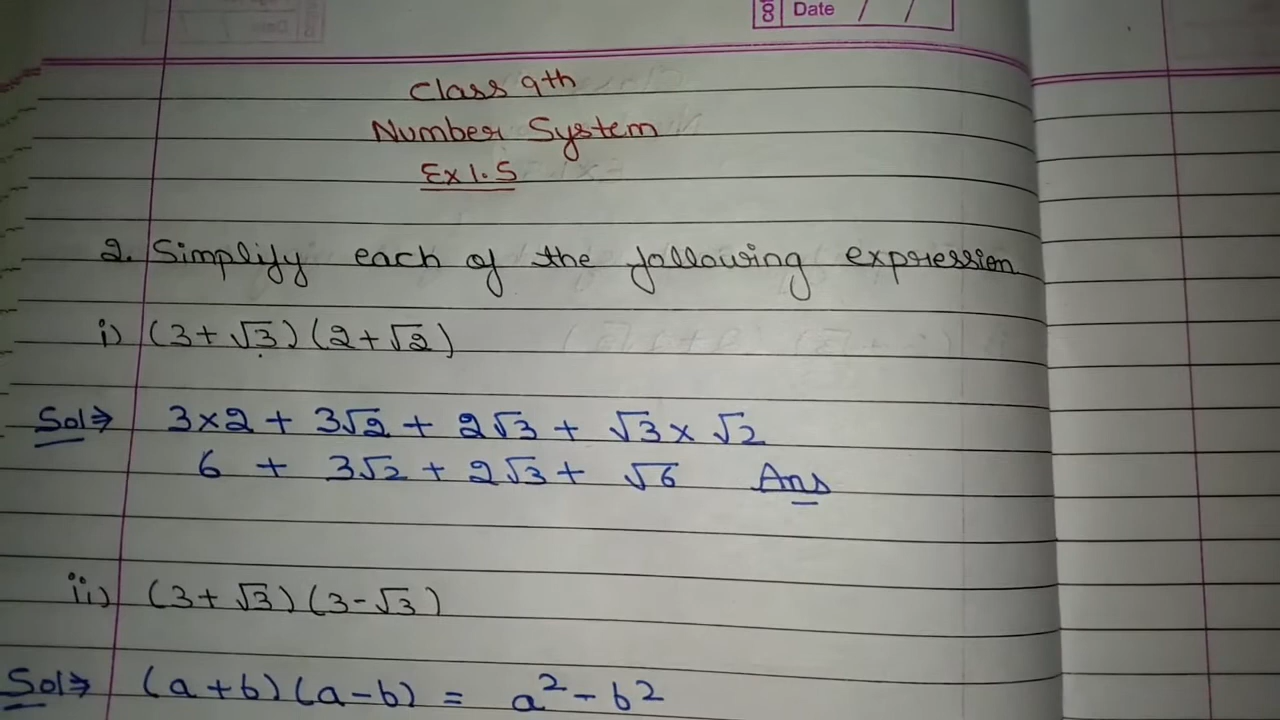 Date / /
Class 9th
Number System
Ex 1.5
2. Simplify each of the following expression
i) (3+√3)(2+√2)
Sol⇒ 3×2 + 3√2 + 2√3 + √3 × √2
6 + 3√2 + 2√3 + √6 Ans
ii) (3+√3)(3-√3)
Sol⇒ (a+b)(a-b) = a²-b²